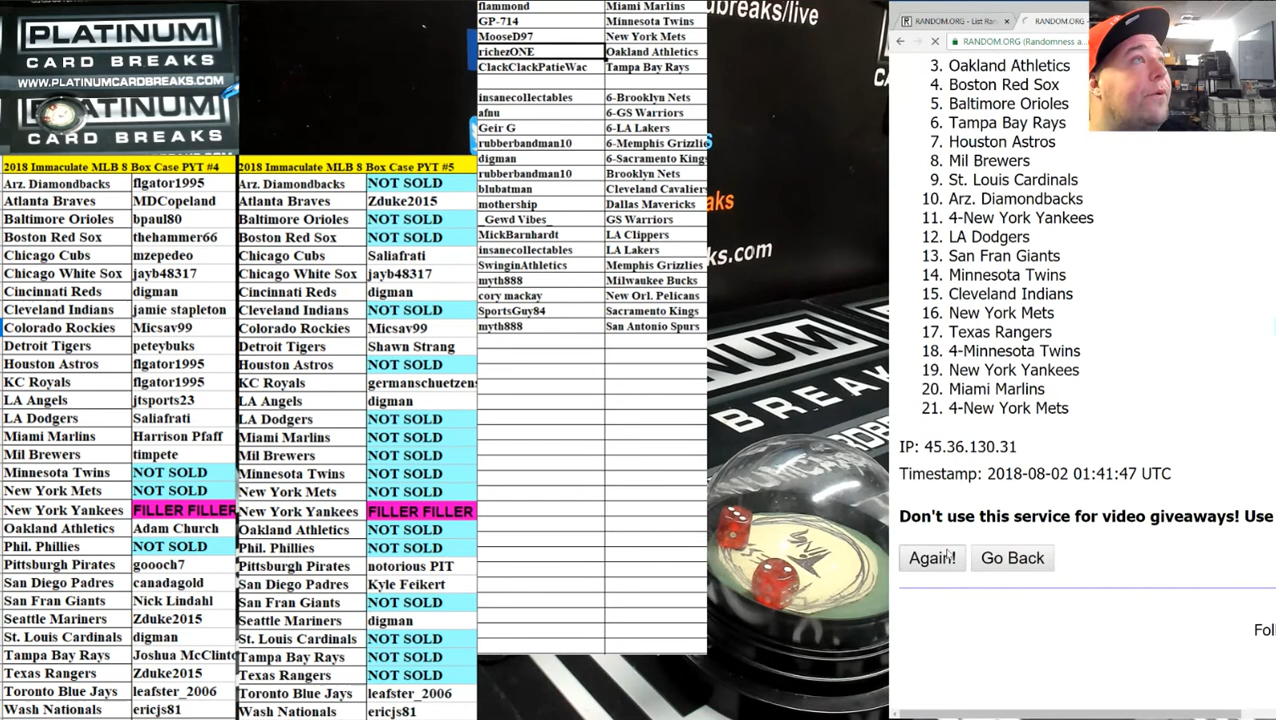 PLATINUM
CARD BREAKS
WWW.PLATINUMCARDBREAKS.COM
PLATINUM
CARD BREAKS
2018 Immaculate MLB 8 Box Case PYT #4
Arz. Diamondbacks flgator1995
Atlanta Braves MDCopeland
Baltimore Orioles bpaul80
Boston Red Sox thehammer66
Chicago Cubs mzepedeo
Chicago White Sox jayb48317
Cincinnati Reds digman
Cleveland Indians jamie stapleton
Colorado Rockies Micsav99
Detroit Tigers peteybuks
Houston Astros flgator1995
KC Royals flgator1995
LA Angels jtsports23
LA Dodgers Saliafrati
Miami Marlins Harrison Pfaff
Mil Brewers timpete
Minnesota Twins NOT SOLD
New York Mets NOT SOLD
New York Yankees FILLER FILLER
Oakland Athletics Adam Church
Phil. Phillies NOT SOLD
Pittsburgh Pirates goooch7
San Diego Padres canadagold
San Fran Giants Nick Lindahl
Seattle Mariners Zduke2015
St. Louis Cardinals digman
Tampa Bay Rays Joshua McClinto
Texas Rangers Zduke2015
Toronto Blue Jays leafster_2006
Wash Nationals ericjs81
2018 Immaculate MLB 8 Box Case PYT #5
Arz. Diamondbacks NOT SOLD
Atlanta Braves Zduke2015
Baltimore Orioles NOT SOLD
Boston Red Sox NOT SOLD
Chicago Cubs Saliafrati
Chicago White Sox jayb48317
Cincinnati Reds digman
Cleveland Indians NOT SOLD
Colorado Rockies Micsav99
Detroit Tigers Shawn Strang
Houston Astros NOT SOLD
KC Royals germanschuetzens
LA Angels digman
LA Dodgers NOT SOLD
Miami Marlins NOT SOLD
Mil Brewers NOT SOLD
Minnesota Twins NOT SOLD
New York Mets NOT SOLD
New York Yankees FILLER FILLER
Oakland Athletics NOT SOLD
Phil. Phillies NOT SOLD
Pittsburgh Pirates notorious PIT
San Diego Padres Kyle Feikert
San Fran Giants NOT SOLD
Seattle Mariners digman
St. Louis Cardinals NOT SOLD
Tampa Bay Rays NOT SOLD
Texas Rangers NOT SOLD
Toronto Blue Jays leafster_2006
Wash Nationals ericjs81
flammond Miami Marlins
GP-714 Minnesota Twins
MooseD97 New York Mets
richezONE Oakland Athletics
ClackClackPatieWac Tampa Bay Rays
insanecollectables 6-Brooklyn Nets
afnu 6-GS Warriors
Geir G 6-LA Lakers
rubberbandman10 6-Memphis Grizzlie
digman 6-Sacramento Kings
rubberbandman10 Brooklyn Nets
blubatman Cleveland Cavaliers
mothership Dallas Mavericks
_Gewd Vibes_ GS Warriors
MickBarnhardt LA Clippers
insanecollectables LA Lakers
SwinginAthletics Memphis Grizzlies
myth888 Milwaukee Bucks
cory mackay New Orl. Pelicans
SportsGuy84 Sacramento Kings
myth888 San Antonio Spurs
ubreaks/live
aks
s.com
NUM
BREA
RANDOM.ORG - List Ran
RANDOM.ORG
RANDOM.ORG (Randomness a
3. Oakland Athletics
4. Boston Red Sox
5. Baltimore Orioles
6. Tampa Bay Rays
7. Houston Astros
8. Mil Brewers
9. St. Louis Cardinals
10. Arz. Diamondbacks
11. 4-New York Yankees
12. LA Dodgers
13. San Fran Giants
14. Minnesota Twins
15. Cleveland Indians
16. New York Mets
17. Texas Rangers
18. 4-Minnesota Twins
19. New York Yankees
20. Miami Marlins
21. 4-New York Mets
IP: 45.36.130.31
Timestamp: 2018-08-02 01:41:47 UTC
Don't use this service for video giveaways! Use
Again! Go Back
Foll